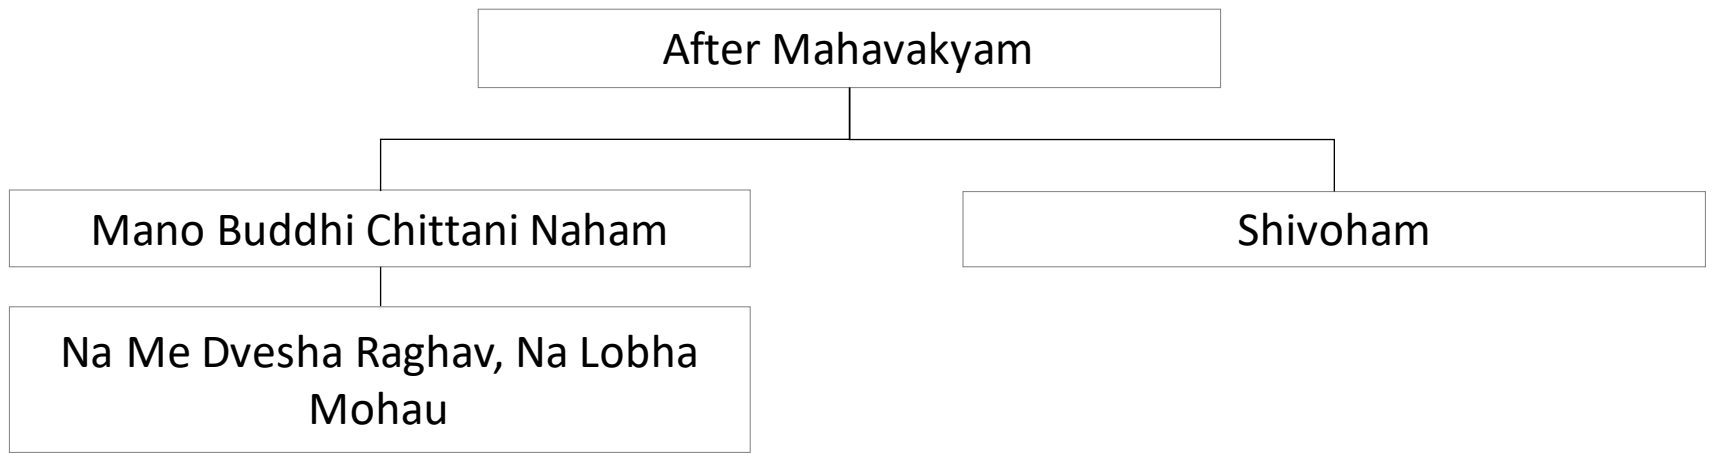 After Mahavakyam
Mano Buddhi Chittani Naham
Shivoham
Na Me Dvesha Raghav, Na Lobha
Mohau